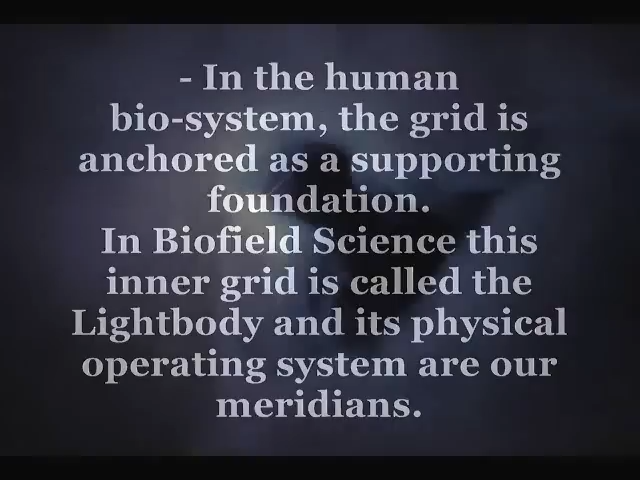 - In the human
bio-system, the grid is
anchored as a supporting
foundation.
In Biofield Science this
inner grid is called the
Lightbody and its physical
operating system are our
meridians.